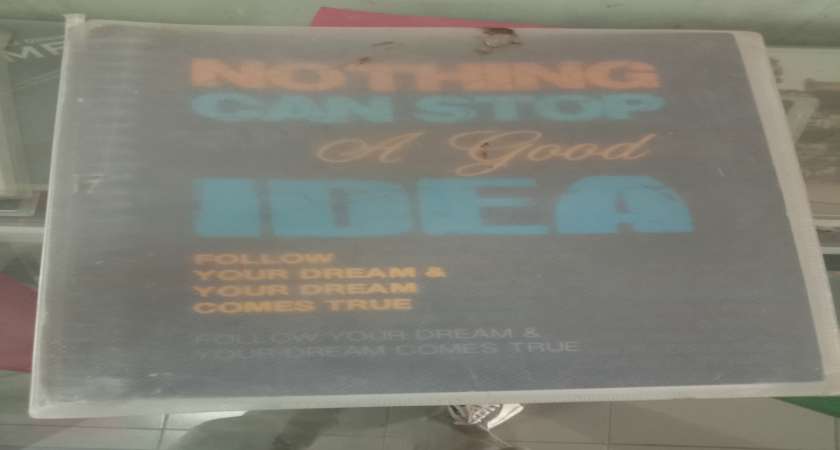 NOTHING
CAN STOP
A Good
IDEA
FOLLOW
YOUR DREAM &
YOUR DREAM
COMES TRUE
FOLLOW YOUR DREAM &
YOUR DREAM COMES TRUE